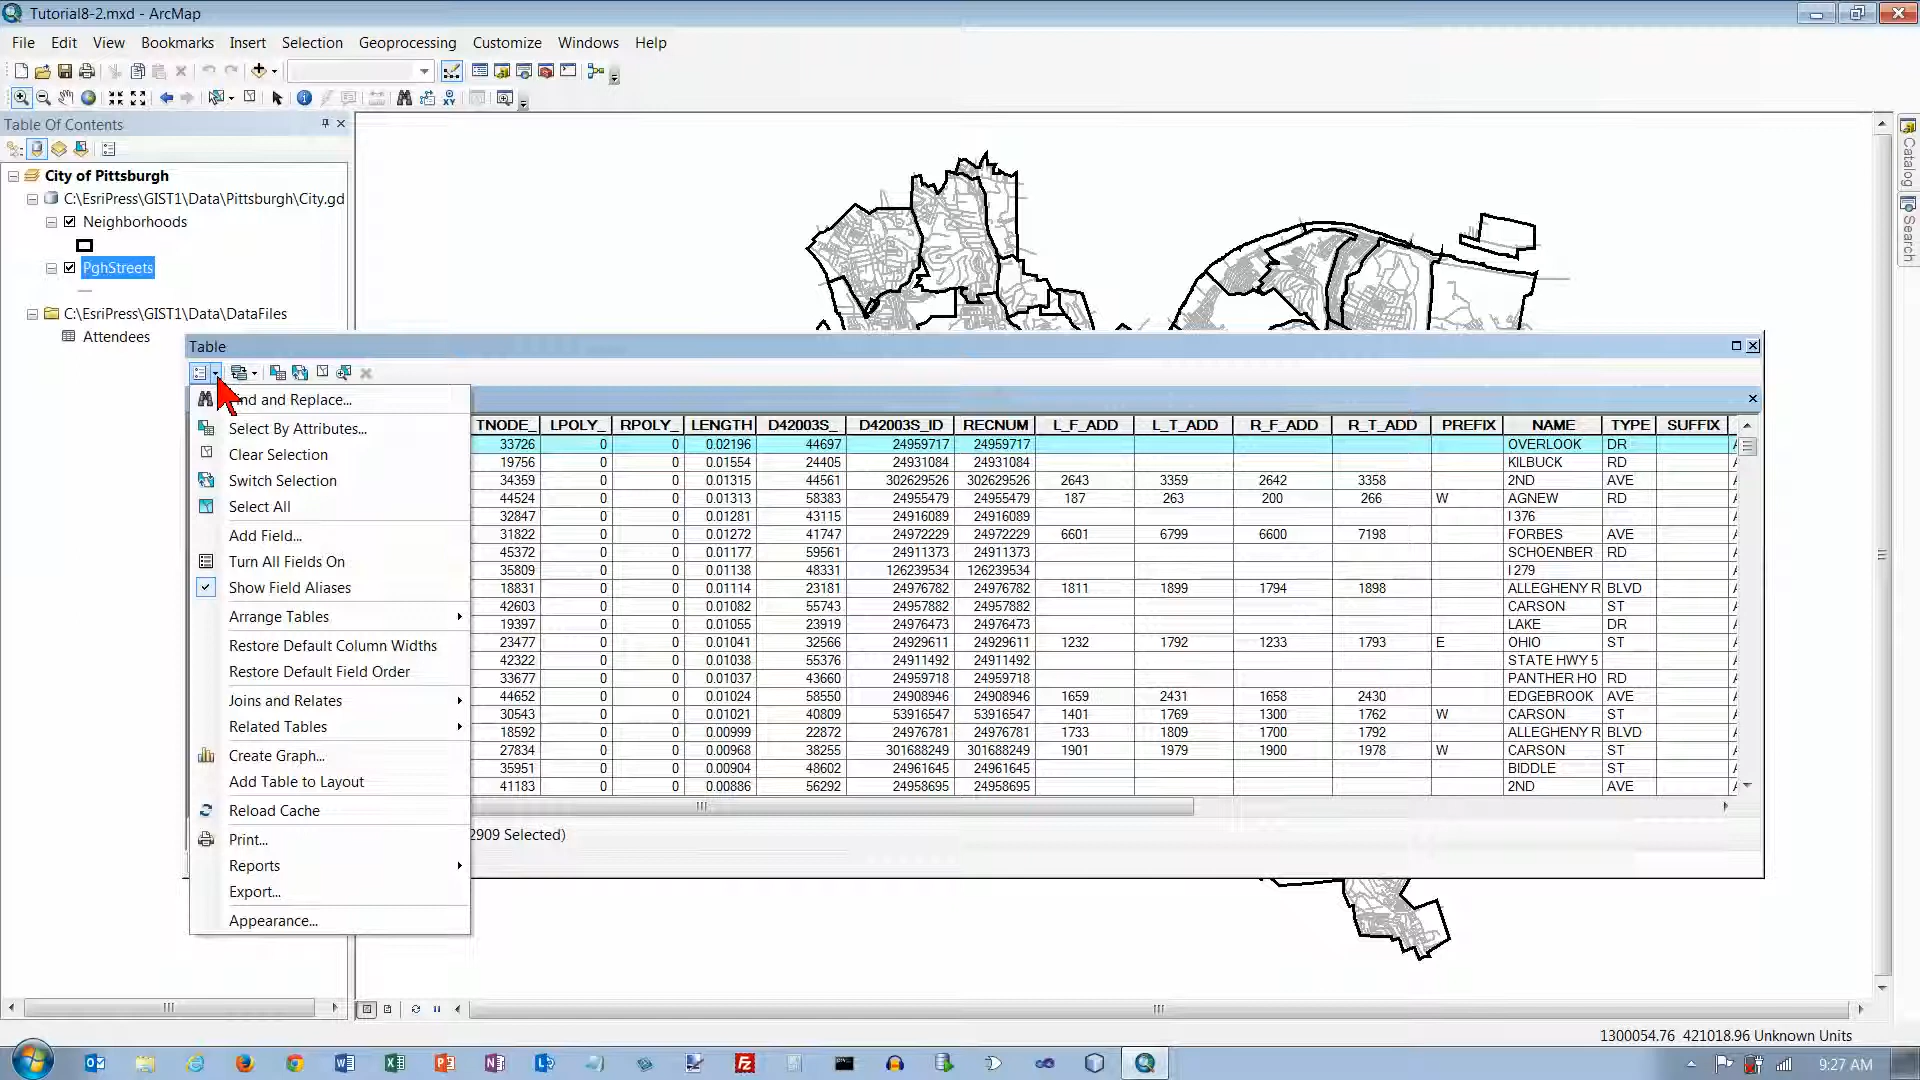 Tutorial8-2.mxd - ArcMap
File Edit View Bookmarks Insert Selection Geoprocessing Customize Windows Help
Table Of Contents
City of Pittsburgh
C:\EsriPress\GIST1\Data\Pittsburgh\City.gd
Neighborhoods
PghStreets
C:\EsriPress\GIST1\Data\DataFiles
Attendees
Catalog
Search
Table
ind and Replace...
Select By Attributes...
Clear Selection
Switch Selection
Select All
Add Field...
Turn All Fields On
Show Field Aliases
Arrange Tables
Restore Default Column Widths
Restore Default Field Order
Joins and Relates
Related Tables
Create Graph...
Add Table to Layout
Reload Cache
Print...
Reports
Export...
Appearance...
TNODE_ LPOLY_ RPOLY_ LENGTH D42003S_ D42003S_ID RECNUM L_F_ADD L_T_ADD R_F_ADD R_T_ADD PREFIX NAME TYPE SUFFIX
33726 0 0 0.02196 44697 24959717 24959717 OVERLOOK DR
19756 0 0 0.01554 24405 24931084 24931084 KILBUCK RD
34359 0 0 0.01315 44561 302629526 302629526 2643 3359 2642 3358 2ND AVE
44524 0 0 0.01313 58383 24955479 24955479 187 263 200 266 W AGNEW RD
32847 0 0 0.01281 43115 24916089 24916089 I 376
31822 0 0 0.01272 41747 24972229 24972229 6601 6799 6600 7198 FORBES AVE
45372 0 0 0.01177 59561 24911373 24911373 SCHOENBER RD
35809 0 0 0.01138 48331 126239534 126239534 I 279
18831 0 0 0.01114 23181 24976782 24976782 1811 1899 1794 1898 ALLEGHENY R BLVD
42603 0 0 0.01082 55743 24957882 24957882 CARSON ST
19397 0 0 0.01055 23919 24976473 24976473 LAKE DR
23477 0 0 0.01041 32566 24929611 24929611 1232 1792 1233 1793 E OHIO ST
42322 0 0 0.01038 55376 24911492 24911492 STATE HWY 5
33677 0 0 0.01037 43660 24959718 24959718 PANTHER HO RD
44652 0 0 0.01024 58550 24908946 24908946 1659 2431 1658 2430 EDGEBROOK AVE
30543 0 0 0.01021 40809 53916547 53916547 1401 1769 1300 1762 W CARSON ST
18592 0 0 0.00999 22872 24976781 24976781 1733 1809 1700 1792 ALLEGHENY R BLVD
27834 0 0 0.00968 38255 301688249 301688249 1901 1979 1900 1978 W CARSON ST
35951 0 0 0.00904 48602 24961645 24961645 BIDDLE ST
41183 0 0 0.00886 56292 24958695 24958695 2ND AVE
2909 Selected)
1300054.76 421018.96 Unknown Units
9:27 AM